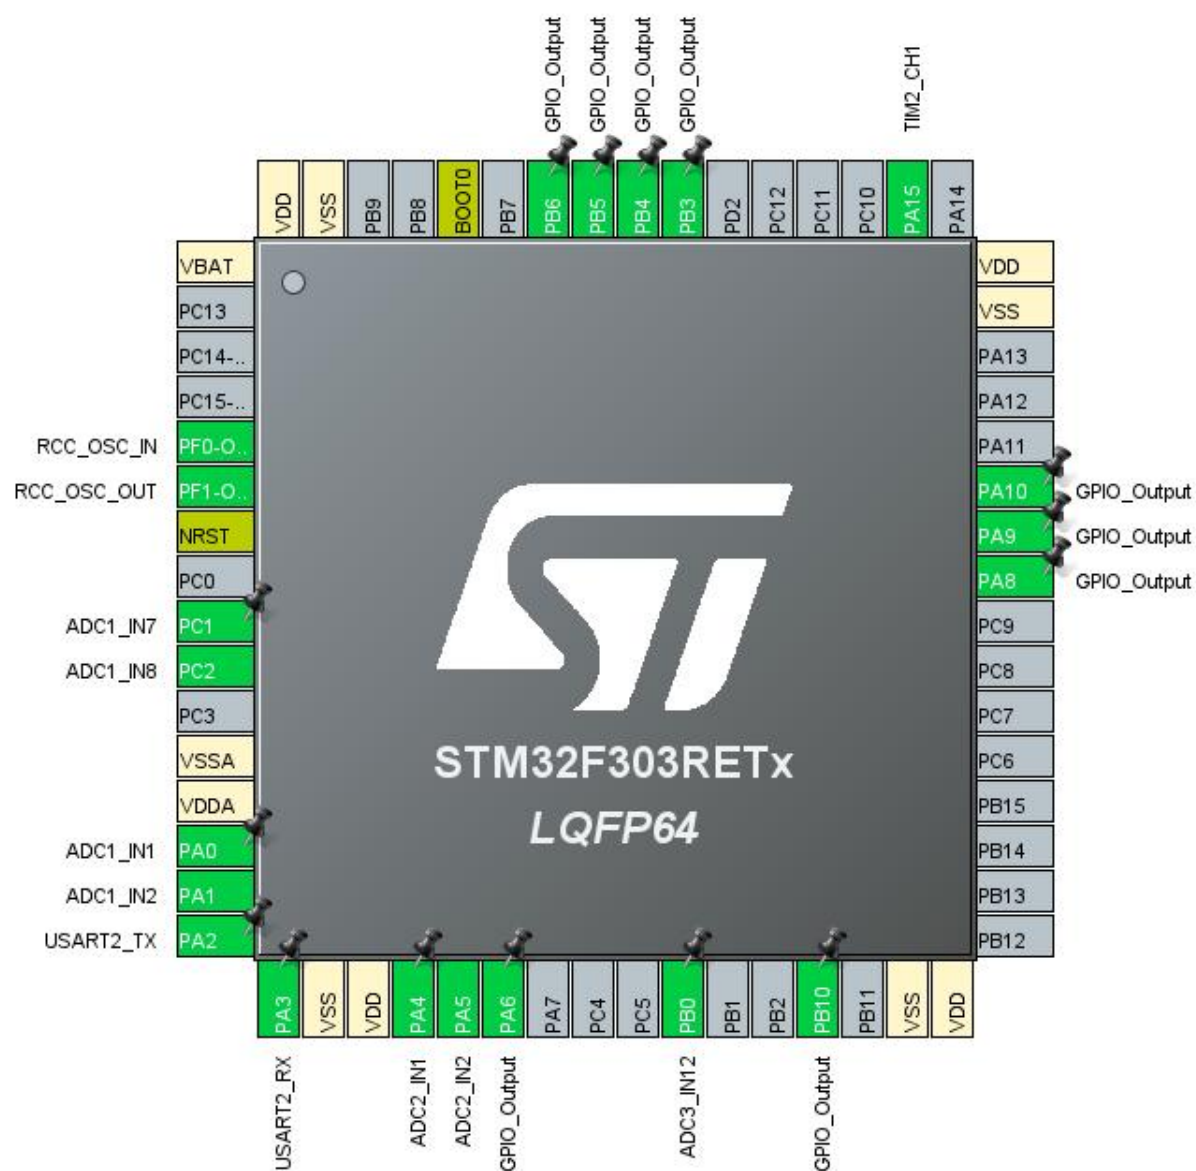 GPIO_Output
GPIO_Output
GPIO_Output
GPIO_Output
TIM2_CH1
VDD
VSS
PB9
PB8
BOOT0
PB7
PB6
PB5
PB4
PB3
PD2
PC12
PC11
PC10
PA15
PA14
VBAT
PC13
PC14-..
PC15-..
RCC_OSC_IN PF0-O..
RCC_OSC_OUT PF1-O..
NRST
PC0
ADC1_IN7 PC1
ADC1_IN8 PC2
PC3
VSSA
VDDA
ADC1_IN1 PA0
ADC1_IN2 PA1
USART2_TX PA2
STM32F303RETx
LQFP64
VDD
VSS
PA13
PA12
PA11
PA10 GPIO_Output
PA9 GPIO_Output
PA8 GPIO_Output
PC9
PC8
PC7
PC6
PB15
PB14
PB13
PB12
PA3
VSS
VDD
PA4
PA5
PA6
PA7
PC4
PC5
PB0
PB1
PB2
PB10
PB11
VSS
VDD
USART2_RX
ADC2_IN1
ADC2_IN2
GPIO_Output
ADC3_IN12
GPIO_Output